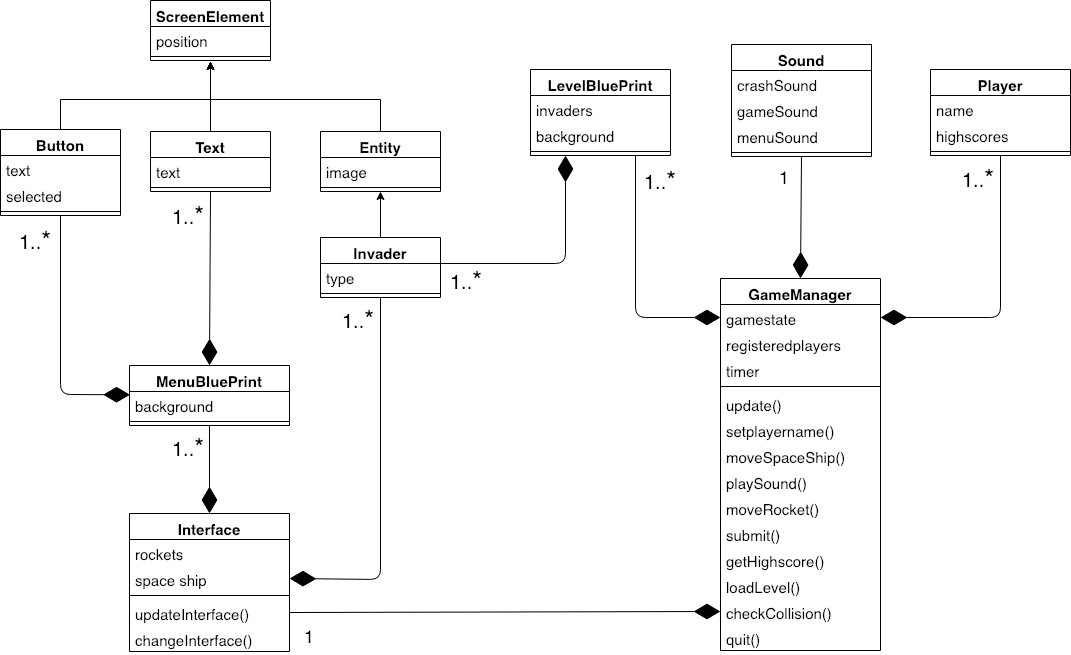 ScreenElement
position
Button
text
selected
1..*
Text
text
1..*
Entity
image
Invader
type
1..*
1..*
LevelBluePrint
invaders
background
1..*
Sound
crashSound
gameSound
menuSound
1
Player
name
highscores
1..*
MenuBluePrint
background
1..*
Interface
rockets
space ship
updateInterface()
changeInterface()
1
GameManager
gamestate
registeredplayers
timer
update()
setplayername()
moveSpaceShip()
playSound()
moveRocket()
submit()
getHighscore()
loadLevel()
checkCollision()
quit()